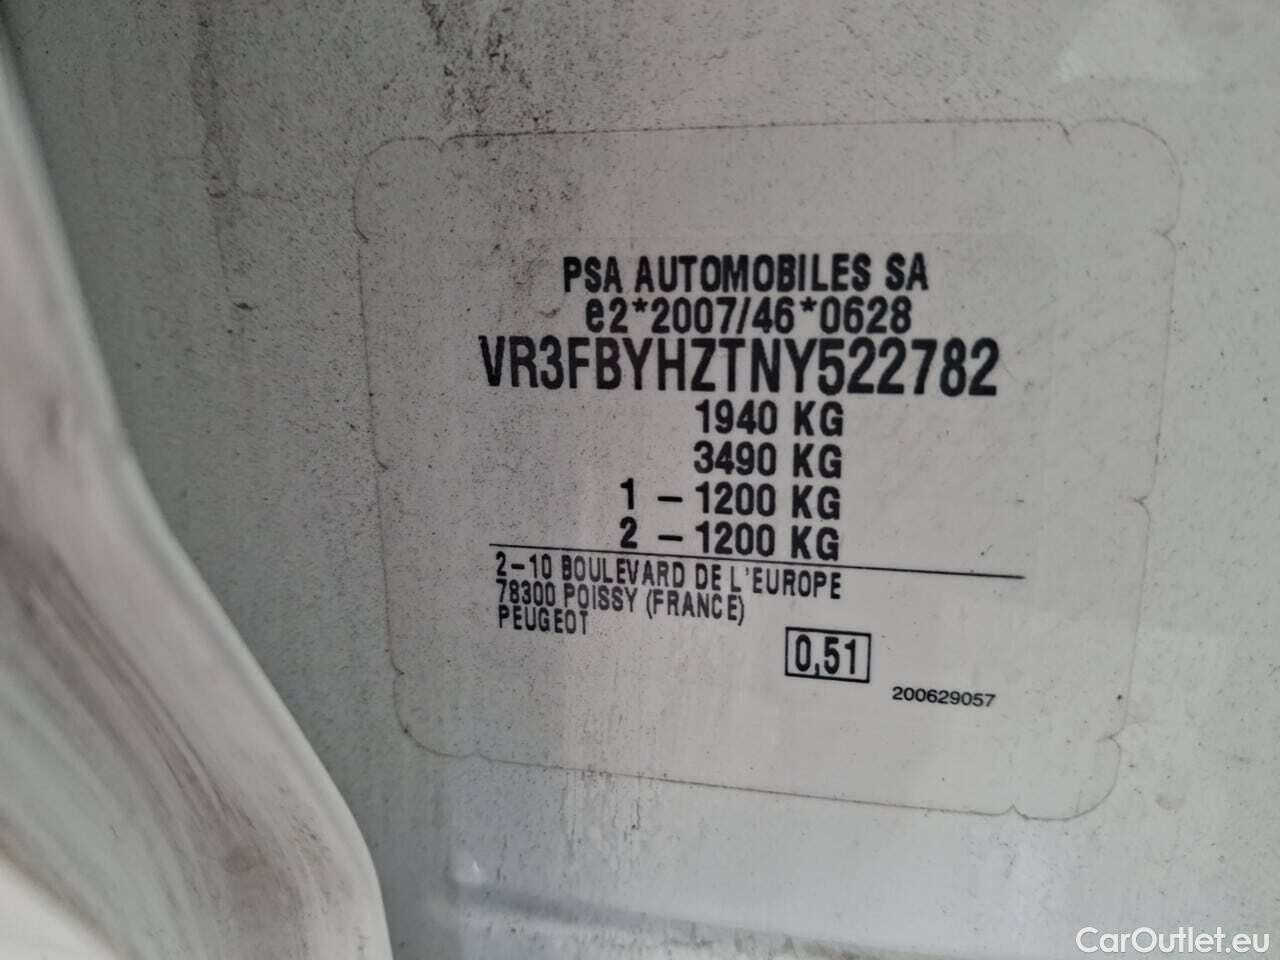 PSA AUTOMOBILES SA
e2*2007/46*0628
VR3FBYHZTNY522782
1940 KG
3490 KG
1 - 1200 KG
2 - 1200 KG
2-10 BOULEVARD DE L'EUROPE
78300 POISSY (FRANCE)
PEUGEOT
0,51
200629057
CarOutlet.eu